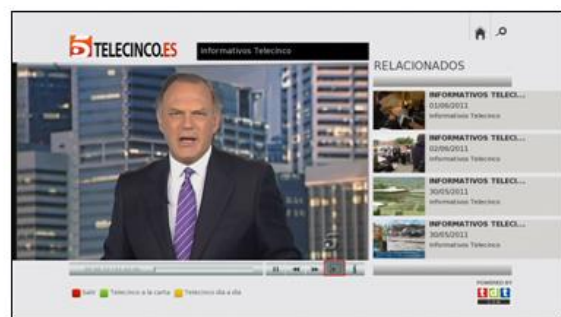 5 TELECINCO.ES
Informativos Telecinco
RELACIONADOS
INFORMATIVOS TELECI...
01/06/2011
Informativos Telecinco
INFORMATIVOS TELECI...
02/06/2011
Informativos Telecinco
INFORMATIVOS TELECI...
30/05/2011
Informativos Telecinco
INFORMATIVOS TELECI...
30/05/2011
Informativos Telecinco
Salir
Telecinco a la carta
Telecinco día a día
POWERED BY
tdt